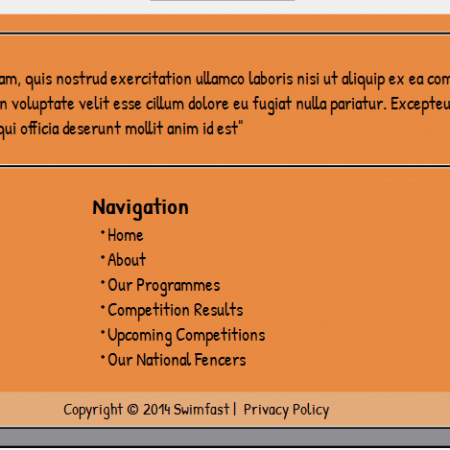 am, quis nostrud exercitation ullamco laboris nisi ut aliquip ex ea com
n voluptate velit esse cillum dolore eu fugiat nulla pariatur. Excepteu
qui officia deserunt mollit anim id est"
Navigation
• Home
• About
• Our Programmes
• Competition Results
• Upcoming Competitions
• Our National Fencers
Copyright © 2014 Swimfast | Privacy Policy